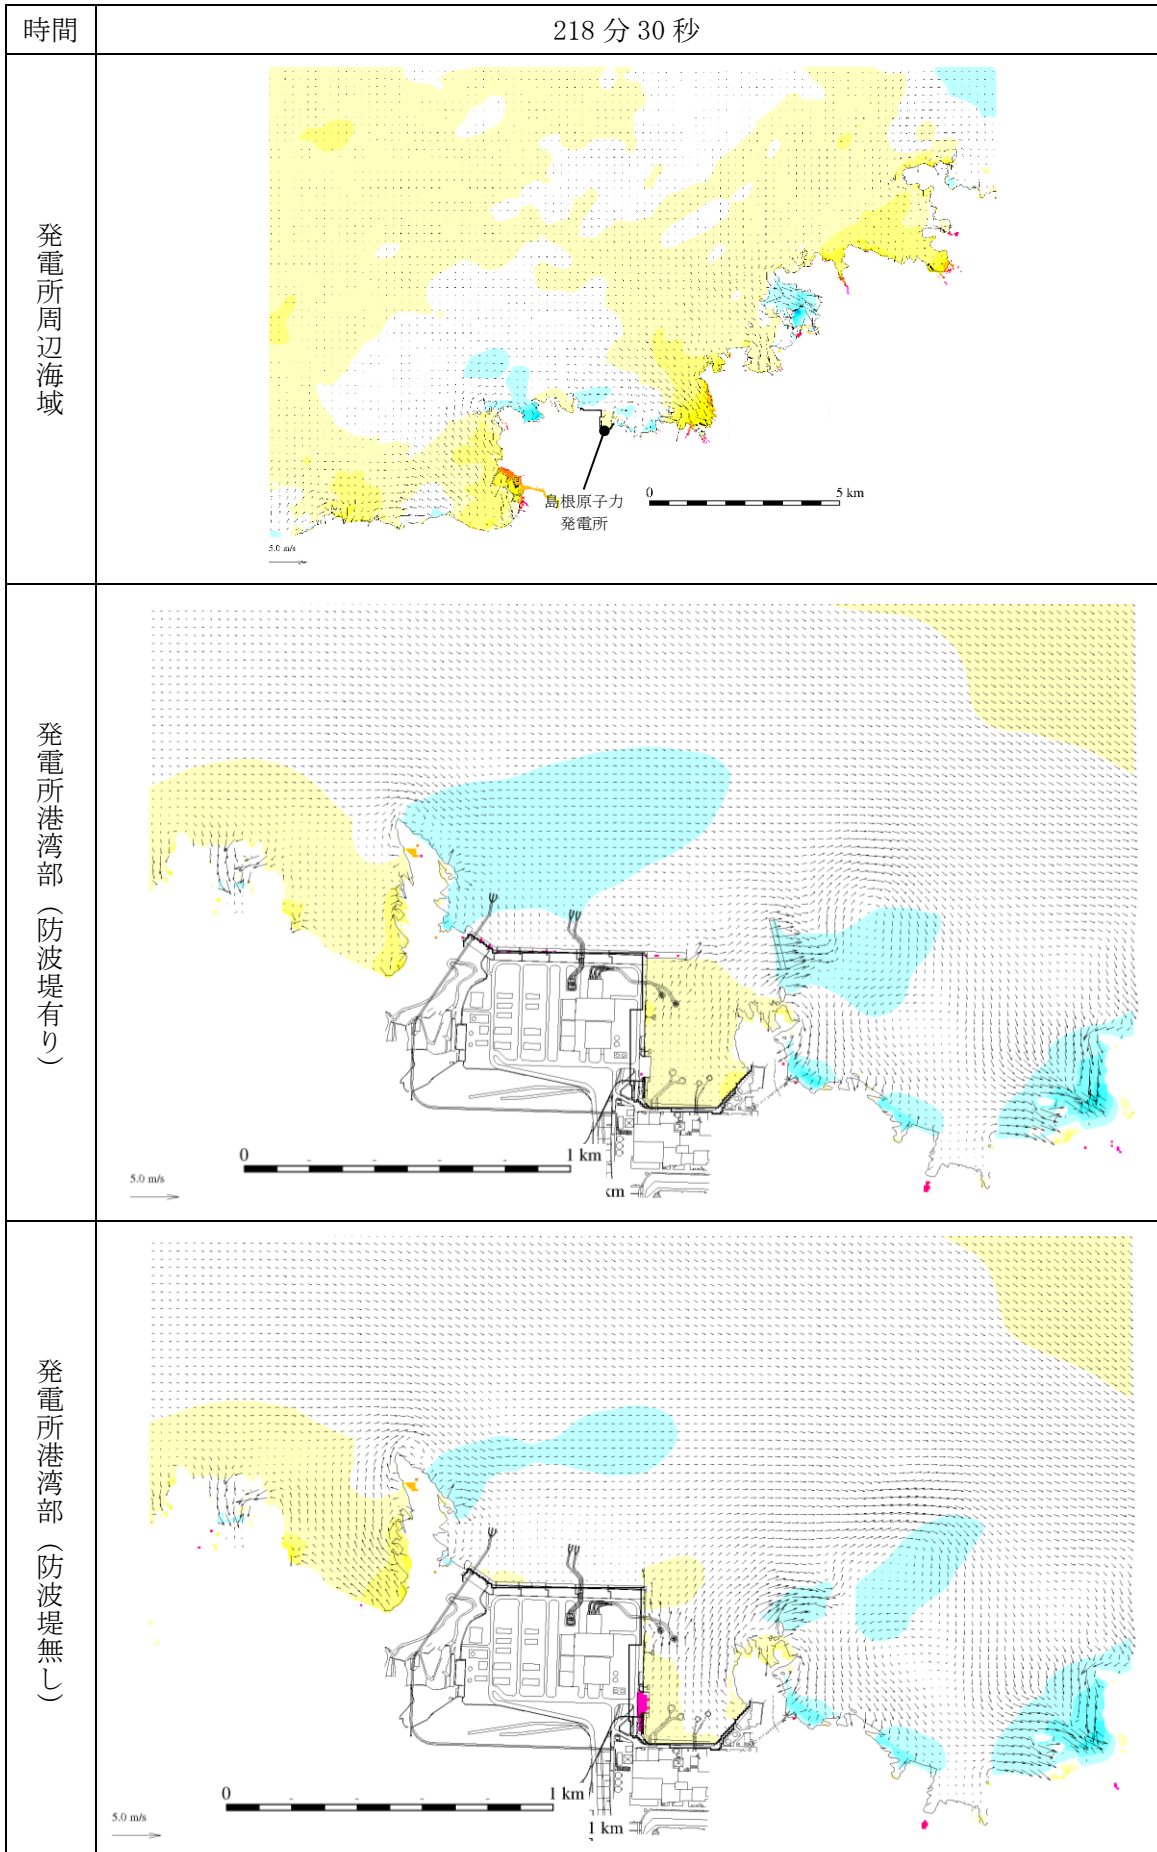 時間
218 分 30 秒
発電所周辺海域
島根原子力
発電所
0 5 km
5.0 m/s
発電所港湾部（防波堤有り）
0 1 km
5.0 m/s
km
発電所港湾部（防波堤無し）
0 1 km
5.0 m/s
1 km